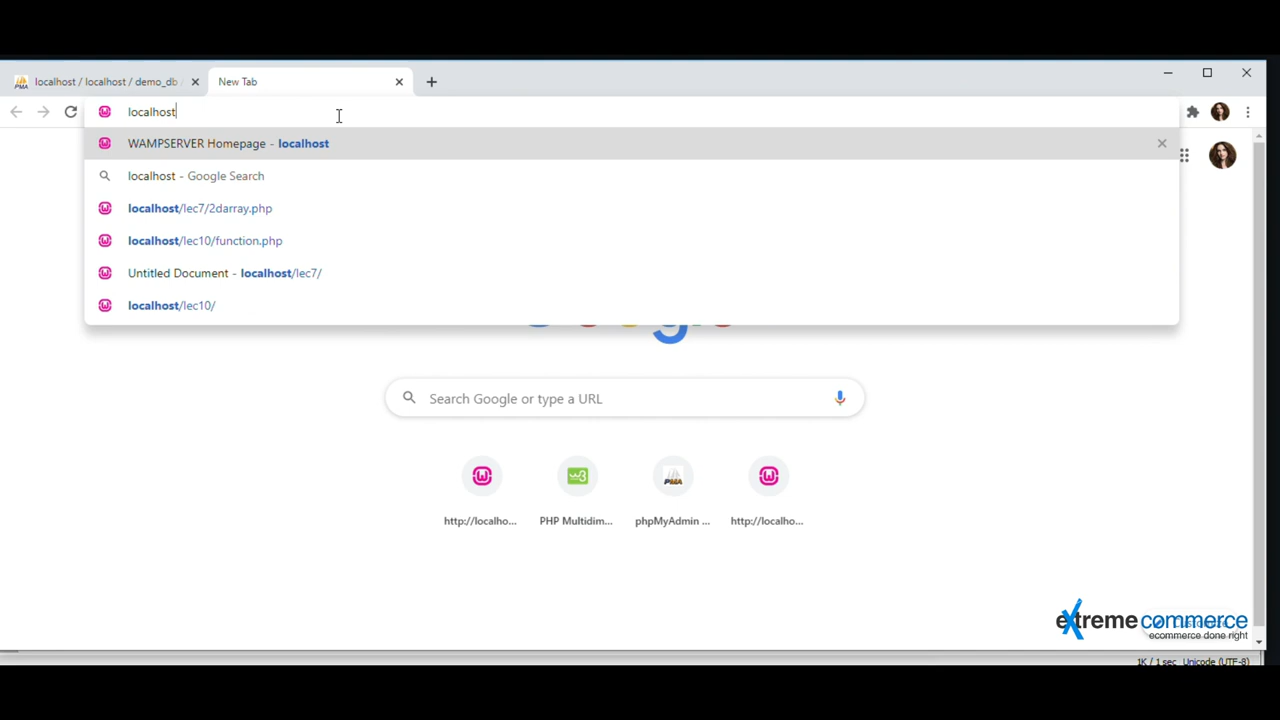 localhost / localhost / demo_db
New Tab
localhost
WAMPSERVER Homepage - localhost
localhost - Google Search
localhost/lec7/2darray.php
localhost/lec10/function.php
Untitled Document - localhost/lec7/
localhost/lec10/
Search Google or type a URL
http://localho...
PHP Multidim...
phpMyAdmin ...
http://localho...
extreme commerce
ecommerce done right
1K / 1 sec Unicode (UTF-8)